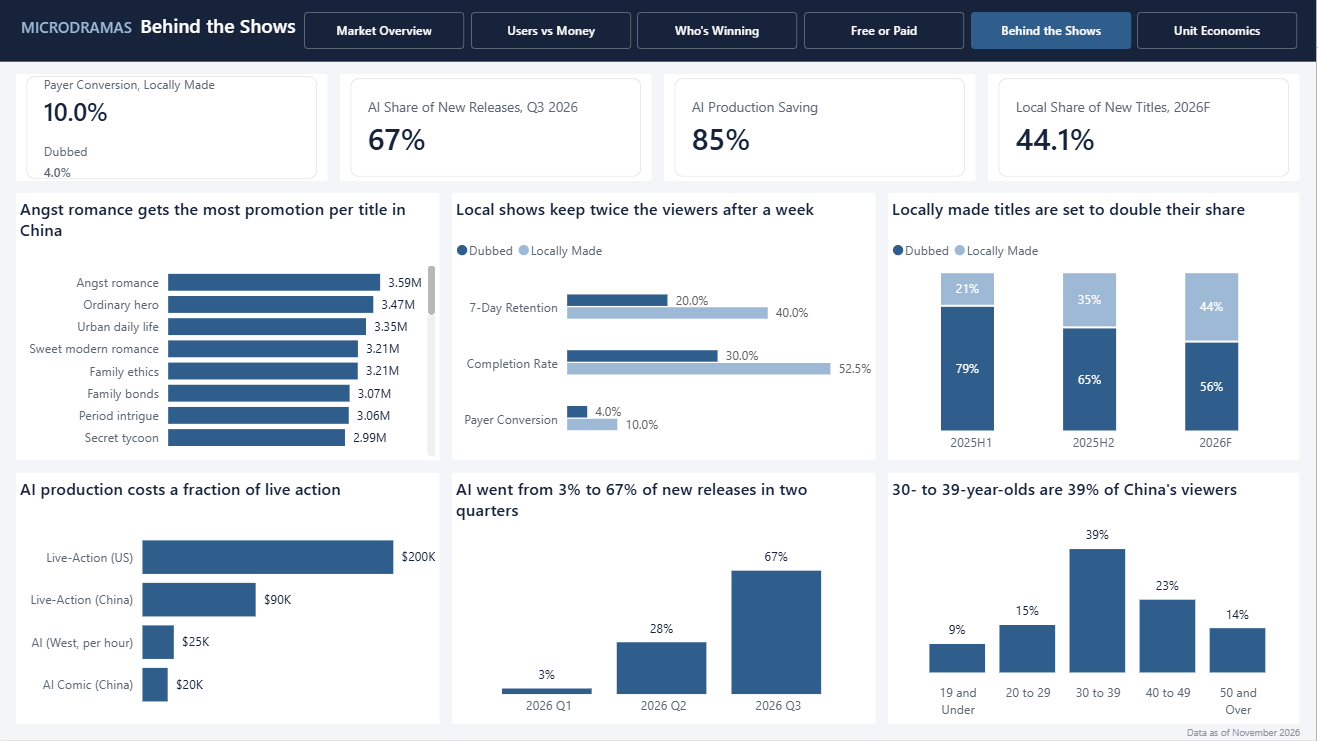 MICRODRAMAS Behind the Shows
Market Overview
Users vs Money
Who's Winning
Free or Paid
Behind the Shows
Unit Economics
Payer Conversion, Locally Made
10.0%
Dubbed
4.0%
AI Share of New Releases, Q3 2026
67%
AI Production Saving
85%
Local Share of New Titles, 2026F
44.1%
Angst romance gets the most promotion per title in
China
Angst romance 3.59M
Ordinary hero 3.47M
Urban daily life 3.35M
Sweet modern romance 3.21M
Family ethics 3.21M
Family bonds 3.07M
Period intrigue 3.06M
Secret tycoon 2.99M
Local shows keep twice the viewers after a week
Dubbed Locally Made
7-Day Retention 20.0%
40.0%
Completion Rate 30.0%
52.5%
Payer Conversion 4.0%
10.0%
Locally made titles are set to double their share
Dubbed Locally Made
21% 35% 44%
79% 65% 56%
2025H1 2025H2 2026F
AI production costs a fraction of live action
Live-Action (US) $200K
Live-Action (China) $90K
AI (West, per hour) $25K
AI Comic (China) $20K
AI went from 3% to 67% of new releases in two
quarters
3% 28% 67%
2026 Q1 2026 Q2 2026 Q3
30- to 39-year-olds are 39% of China's viewers
9% 15% 39% 23% 14%
19 and 20 to 29 30 to 39 40 to 49 50 and
Under Over
Data as of November 2026